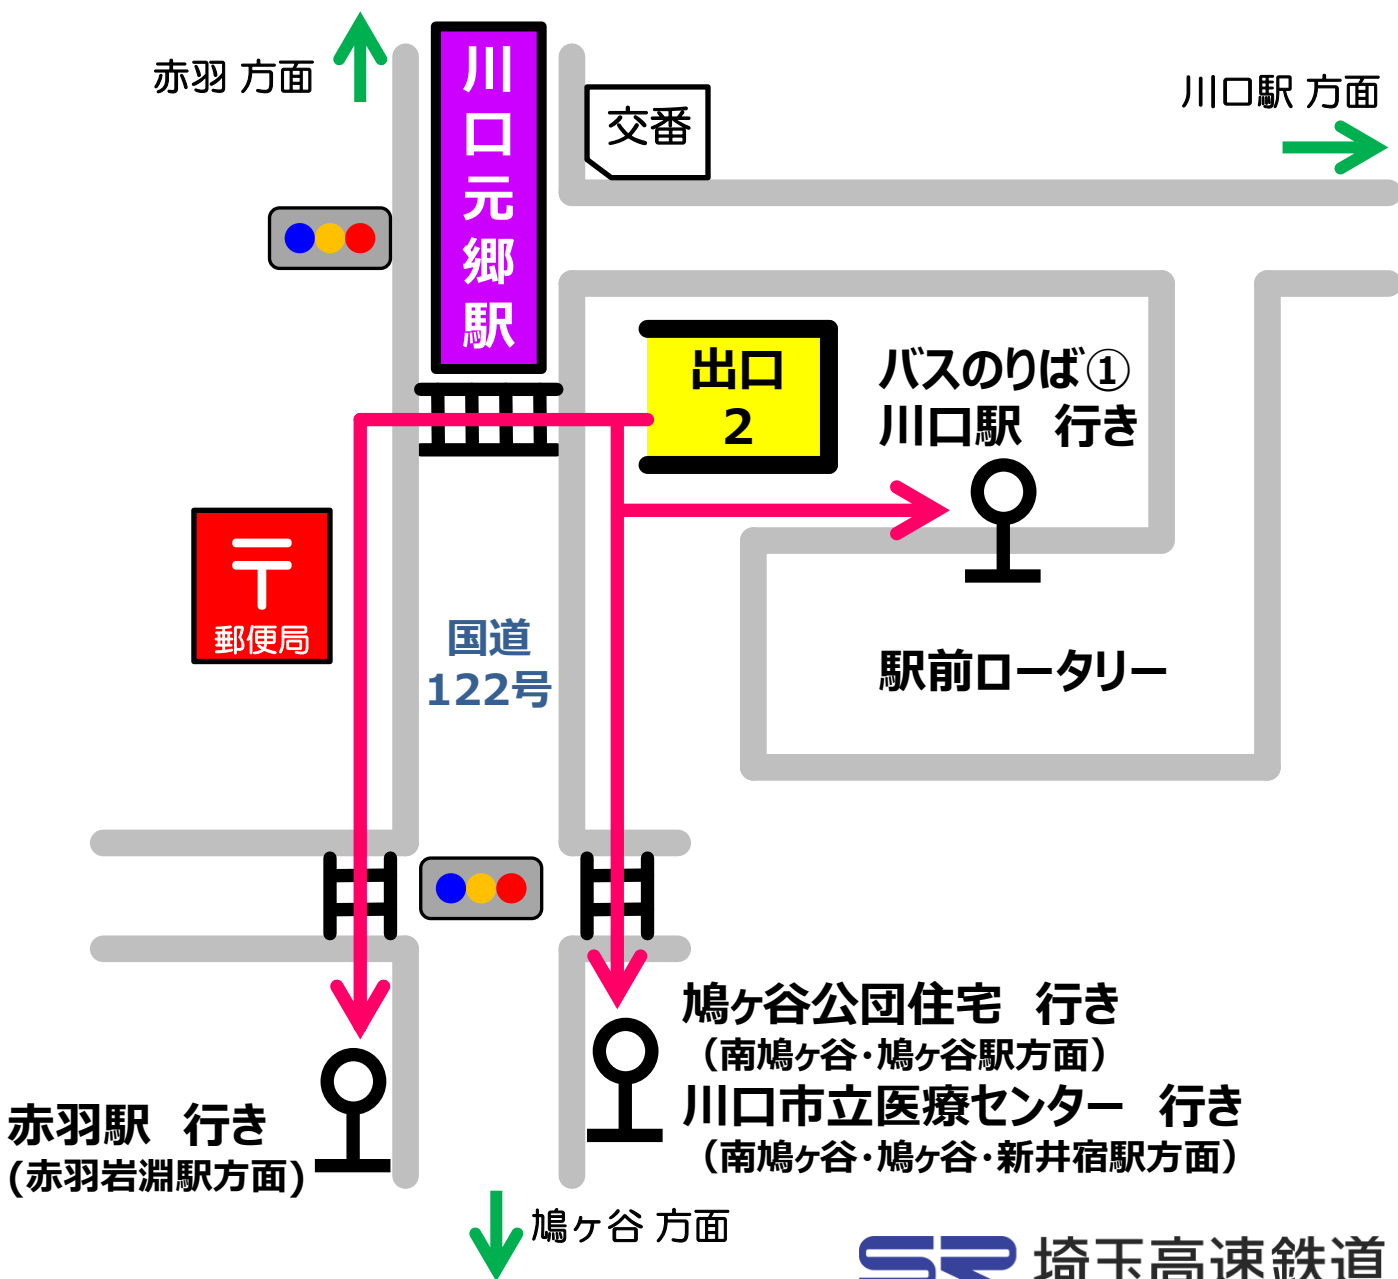 赤羽 方面
川口元郷駅
交番
川口駅 方面
出口
2
バスのりば①
川口駅 行き
郵便局
国道
122号
駅前ロータリー
鳩ヶ谷公団住宅 行き
（南鳩ヶ谷・鳩ヶ谷駅方面）
川口市立医療センター 行き
（南鳩ヶ谷・鳩ヶ谷・新井宿駅方面）
赤羽駅 行き
(赤羽岩淵駅方面)
鳩ヶ谷 方面
SR 埼玉高速鉄道